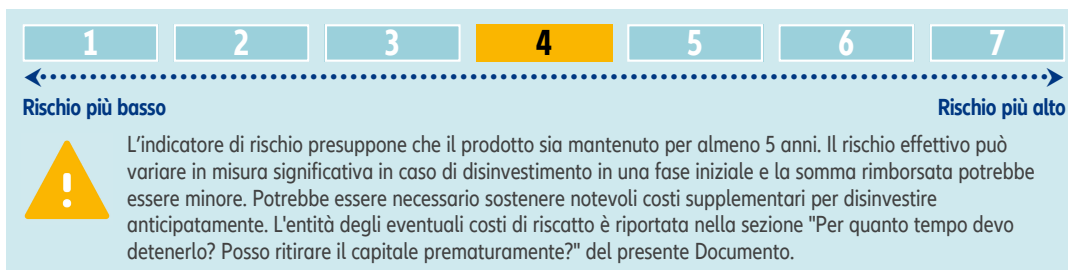 1 2 3 4 5 6 7
Rischio più basso Rischio più alto
L’indicatore di rischio presuppone che il prodotto sia mantenuto per almeno 5 anni. Il rischio effettivo può
variare in misura significativa in caso di disinvestimento in una fase iniziale e la somma rimborsata potrebbe
essere minore. Potrebbe essere necessario sostenere notevoli costi supplementari per disinvestire
anticipatamente. L'entità degli eventuali costi di riscatto è riportata nella sezione "Per quanto tempo devo
detenerlo? Posso ritirare il capitale prematuramente?" del presente Documento.